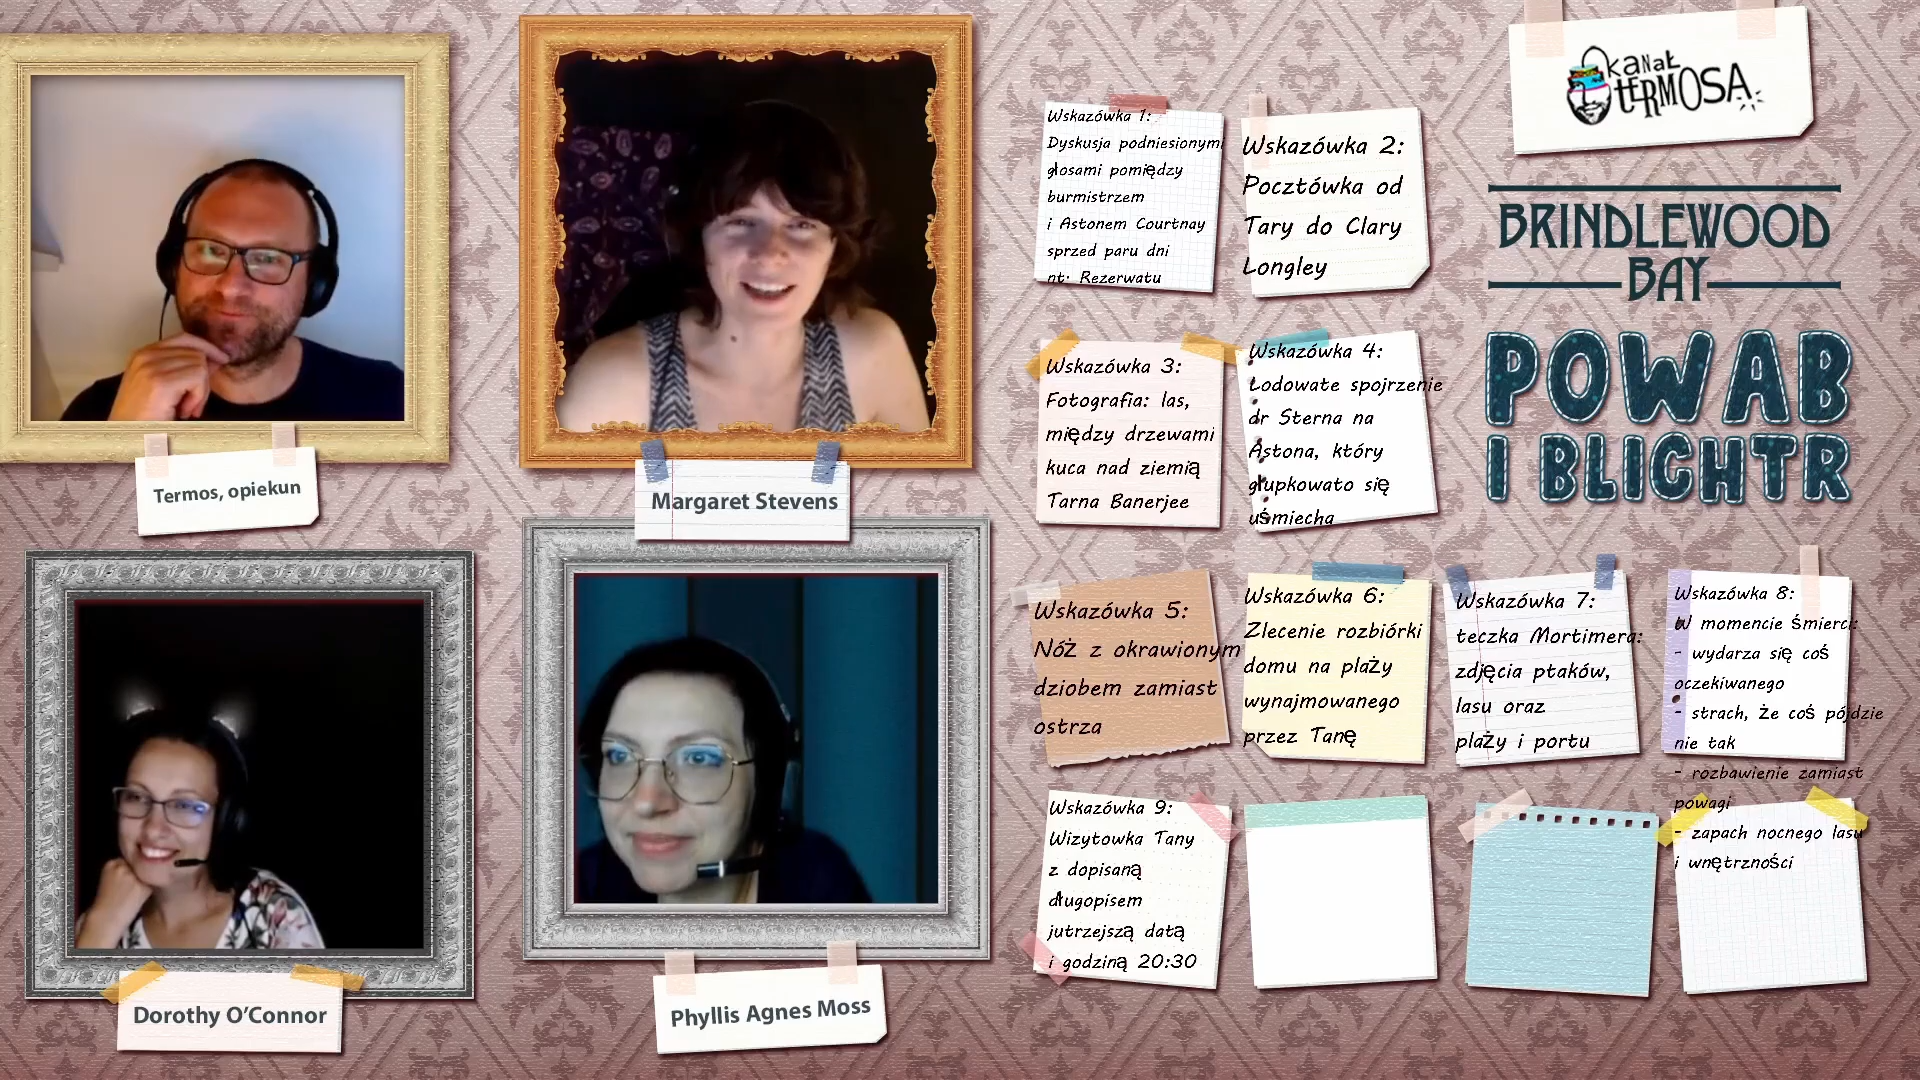 Termos, opiekun
Margaret Stevens
Dorothy O'Connor
Phyllis Agnes Moss
Wskazówka 1:
Dyskusja podniesionymi
głosami pomiędzy
burmistrzem
i Astonem Courtnay
sprzed paru dni
nt. Rezerwatu
Wskazówka 2:
Pocztówka od
Tary do Clary
Longley
Wskazówka 3:
Fotografia: las,
między drzewami
kuca nad ziemią
Tarna Banerjee
Wskazówka 4:
Lodowate spojrzenie
dr Sterna na
Astona, który
głupkowato się
uśmiecha
Wskazówka 5:
Nóż z okrawionym
dziobem zamiast
ostrza
Wskazówka 6:
Zlecenie rozbiórki
domu na plaży
wynajmowanego
przez Tanę
Wskazówka 7:
teczka Mortimera:
zdjęcia ptaków,
lasu oraz
plaży i portu
Wskazówka 8:
W momencie śmierci:
- wydarza się coś
oczekiwanego
- strach, że coś pójdzie
nie tak
- rozbawienie zamiast
powagi
- zapach nocnego lasu
i wnętrzności
Wskazówka 9:
Wizytowka Tany
z dopisaną
długopisem
jutrzejszą datą
i godziną 20:30
kanał
termosa
BRINDLEWOOD
BAY
POWAB
I BLICHTR